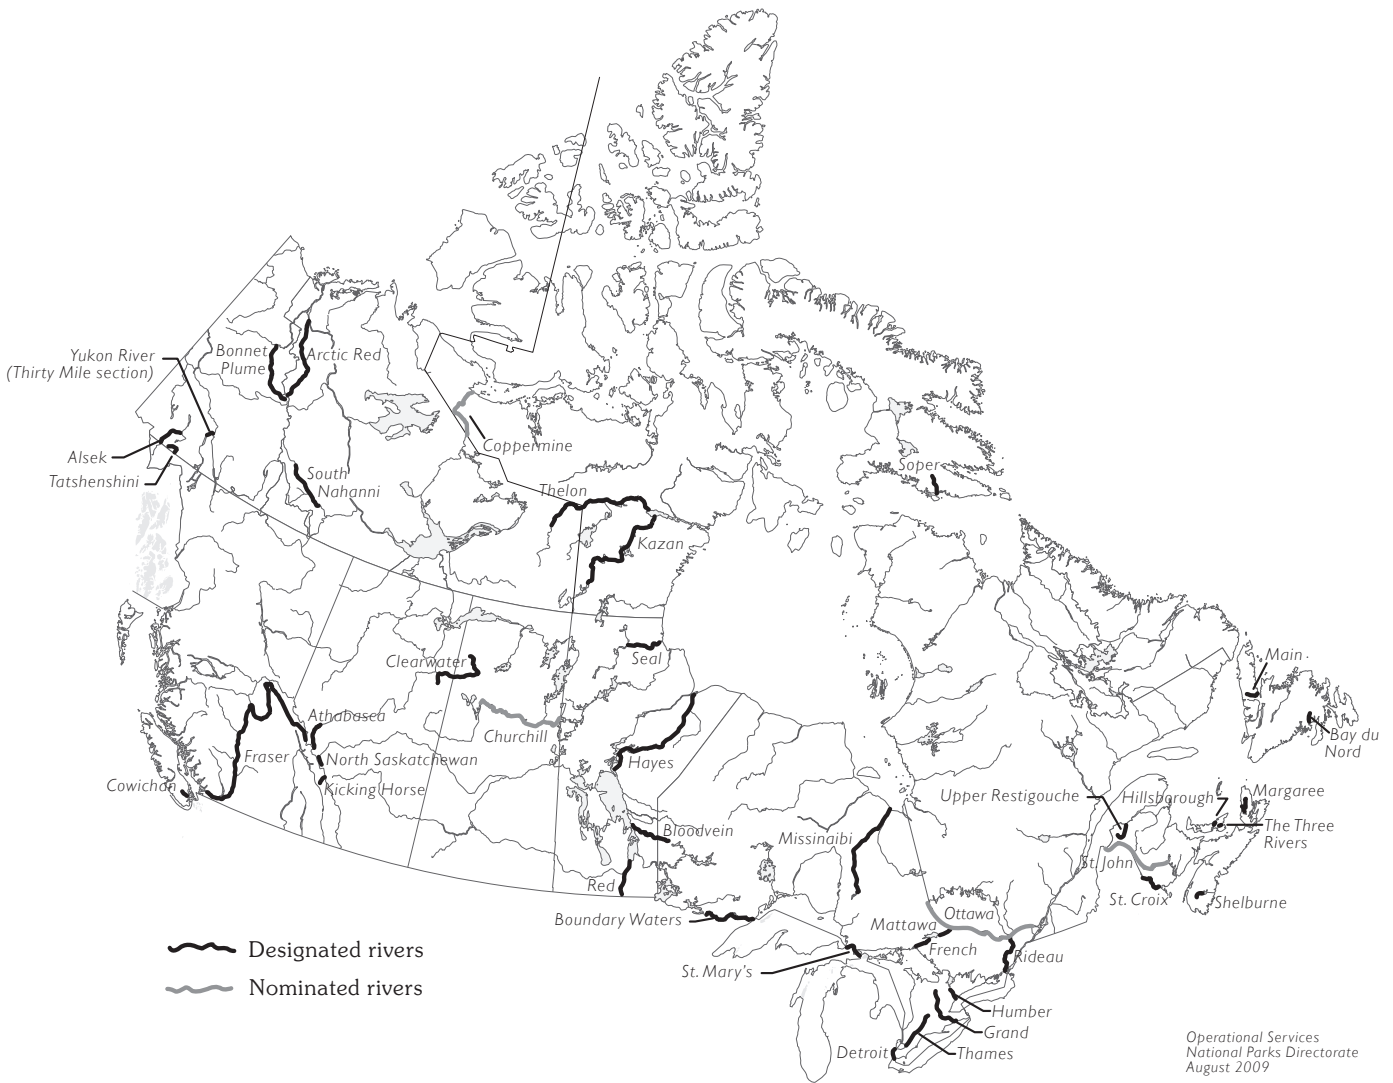 Yukon River
(Thirty Mile section)
Bonnet
Plume
Arctic Red
Alsek
Tatshenshini
South
Nahanni
Coppermine
Thelon
Kazan
Soper
Clearwater
Seal
Main
Bay du
Nord
Athabasca
Churchill
Fraser
North Saskatchewan
Hayes
Cowichan
Kicking Horse
Upper Restigouche
Hillsborough
Margaree
The Three
Rivers
Bloodvein
Missinaibi
St. John
Red
St. Croix
Shelburne
Boundary Waters
Mattawa
Ottawa
French
Rideau
St. Mary's
Designated rivers
Nominated rivers
Humber
Grand
Detroit
Thames
Operational Services
National Parks Directorate
August 2009